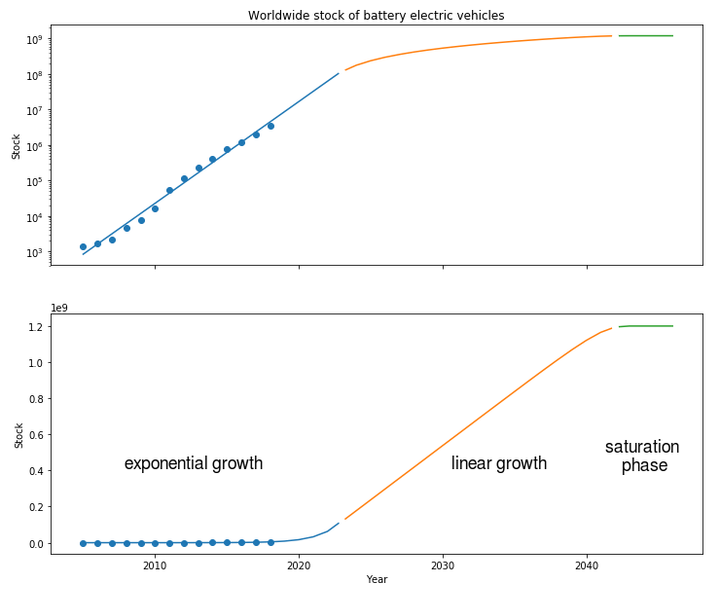 Worldwide stock of battery electric vehicles
10⁹
10⁸
10⁷
10⁶
10⁵
10⁴
10³
Stock
1e9
1.2
1.0
0.8
0.6
0.4
0.2
0.0
Stock
exponential growth
linear growth
saturation
phase
2010 2020 2030 2040
Year